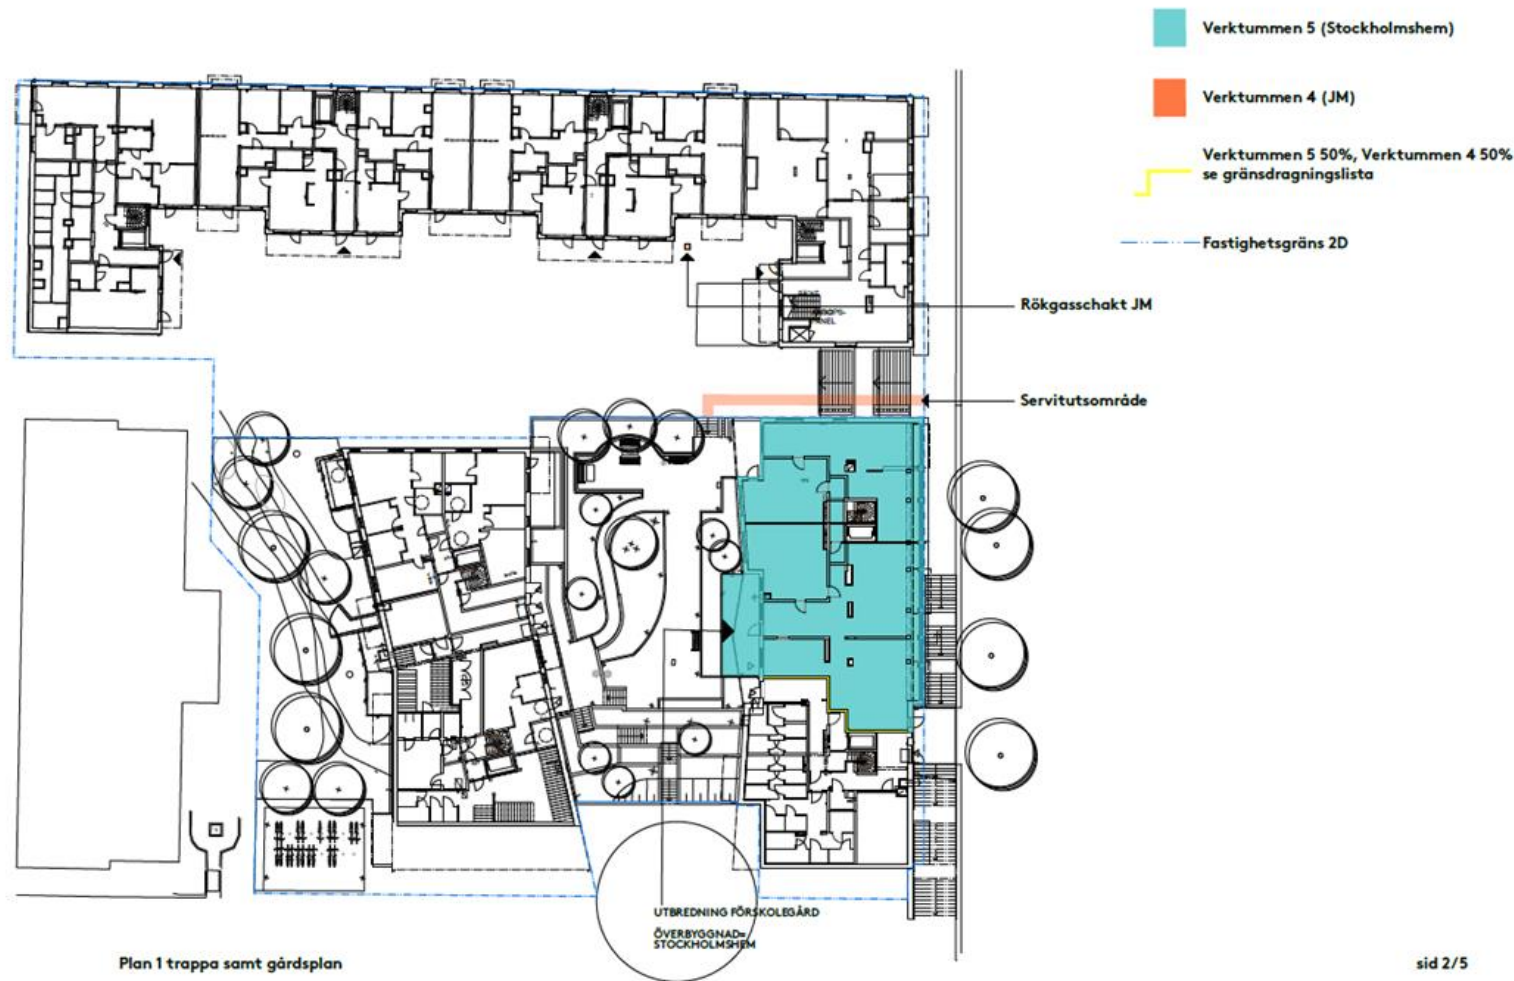 Verktummen 5 (Stockholmshem)
Verktummen 4 (JM)
Verktummen 5 50%, Verktummen 4 50%
se gränsdragningslista
Fastighetsgräns 2D
Rökgasschakt JM
Servitutsområde
UTBREDNING FÖRSKOLEGÅRD
ÖVERBYGGNAD=
STOCKHOLMSHEM
Plan 1 trappa samt gårdsplan
sid 2/5